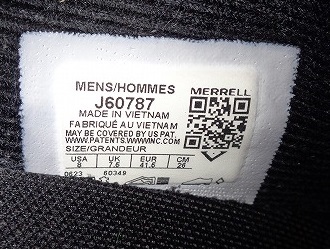 MENS/HOMMES MERRELL
J60787
MADE IN VIETNAM
FABRIQUÉ AU VIETNAM
MAY BE COVERED BY US PAT.
WWW.PATENTS.WWWINC.COM
SIZE/GRANDEUR
USA UK EUR CM
8 7.5 41.5 26
0623 60349